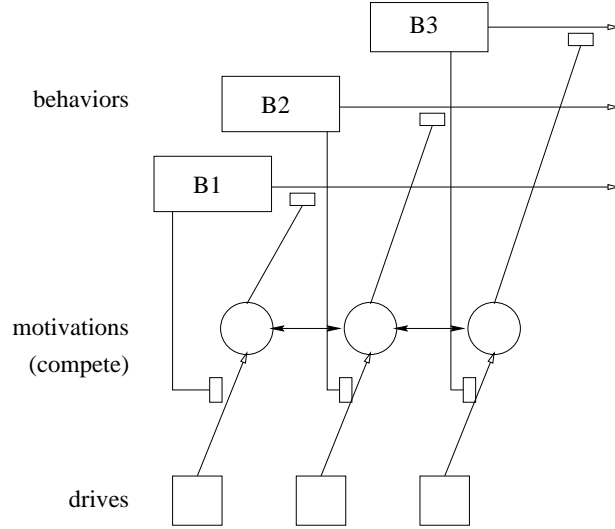 B3
behaviors
B2
B1
motivations
(compete)
drives